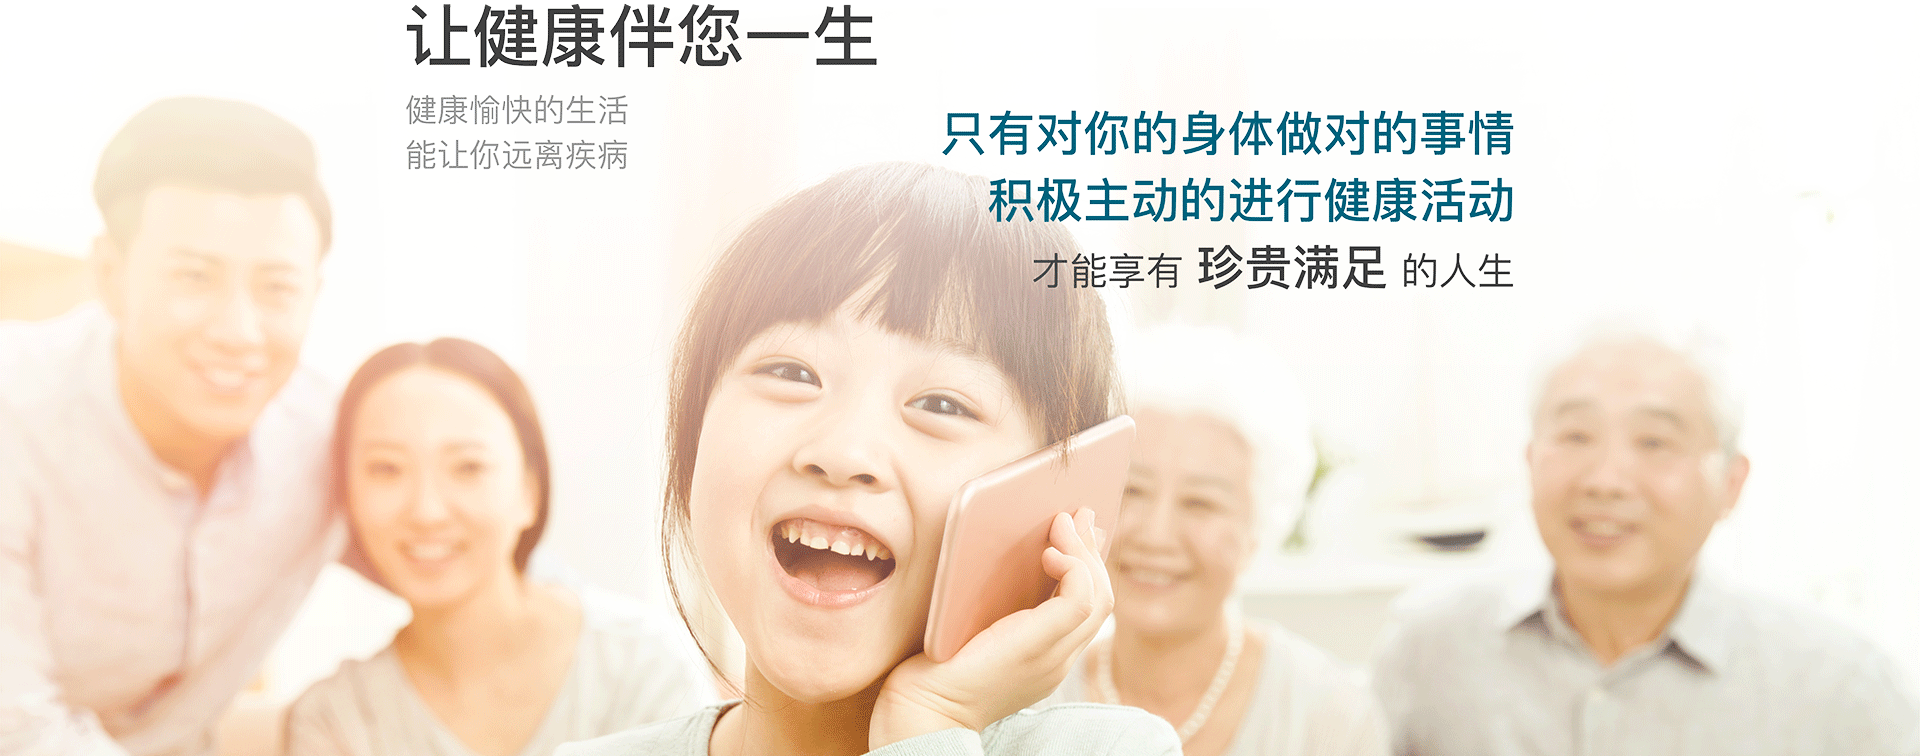 让健康伴您一生
健康愉快的生活
能让你远离疾病
只有对你的身体做对的事情
积极主动的进行健康活动
才能享有 珍贵满足 的人生